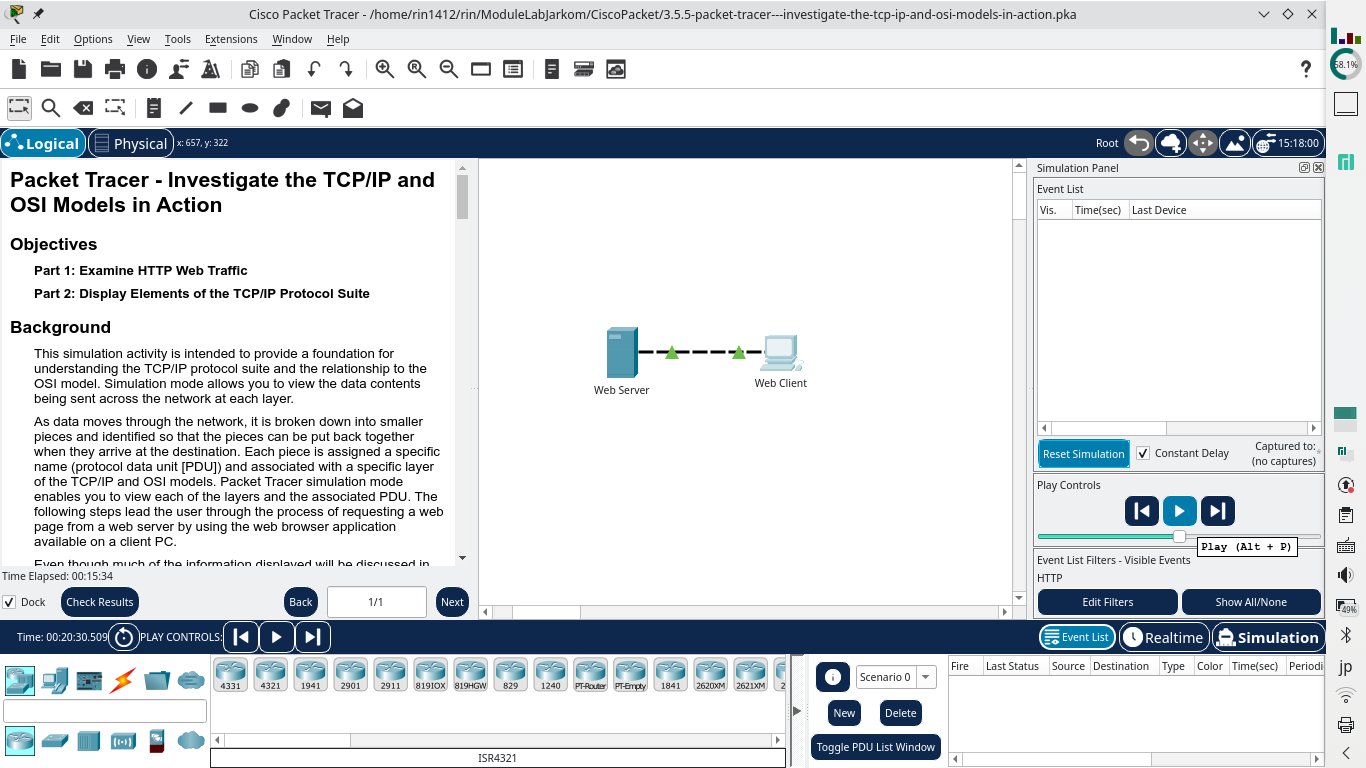 Cisco Packet Tracer - /home/rin1412/rin/ModuleLabJarkom/CiscoPacket/3.5.5-packet-tracer---investigate-the-tcp-ip-and-osi-models-in-action.pka
File Edit Options View Tools Extensions Window Help
58.1%
Logical Physical x: 657, y: 322 Root 15:18:00
Packet Tracer - Investigate the TCP/IP and
OSI Models in Action
Objectives
Part 1: Examine HTTP Web Traffic
Part 2: Display Elements of the TCP/IP Protocol Suite
Background
This simulation activity is intended to provide a foundation for
understanding the TCP/IP protocol suite and the relationship to the
OSI model. Simulation mode allows you to view the data contents
being sent across the network at each layer.
As data moves through the network, it is broken down into smaller
pieces and identified so that the pieces can be put back together
when they arrive at the destination. Each piece is assigned a specific
name (protocol data unit [PDU]) and associated with a specific layer
of the TCP/IP and OSI models. Packet Tracer simulation mode
enables you to view each of the layers and the associated PDU. The
following steps lead the user through the process of requesting a web
page from a web server by using the web browser application
available on a client PC.
Even though much of the information displayed will be discussed in
Time Elapsed: 00:15:34
Dock Check Results Back 1/1 Next
Web Server
Web Client
Simulation Panel
Event List
Vis. Time(sec) Last Device
Reset Simulation Constant Delay Captured to:
(no captures)
Play Controls
Play (Alt + P)
Event List Filters - Visible Events
HTTP
Edit Filters Show All/None
Time: 00:20:30.509 PLAY CONTROLS: Event List Realtime Simulation
4331 4321 1941 2901 2911 819IOX 819HGW 829 1240 PT-Router PT-Empty 1841 2620XM 2621XM 2
ISR4321
Scenario 0
New Delete
Toggle PDU List Window
Fire Last Status Source Destination Type Color Time(sec) Periodi
49%
jp